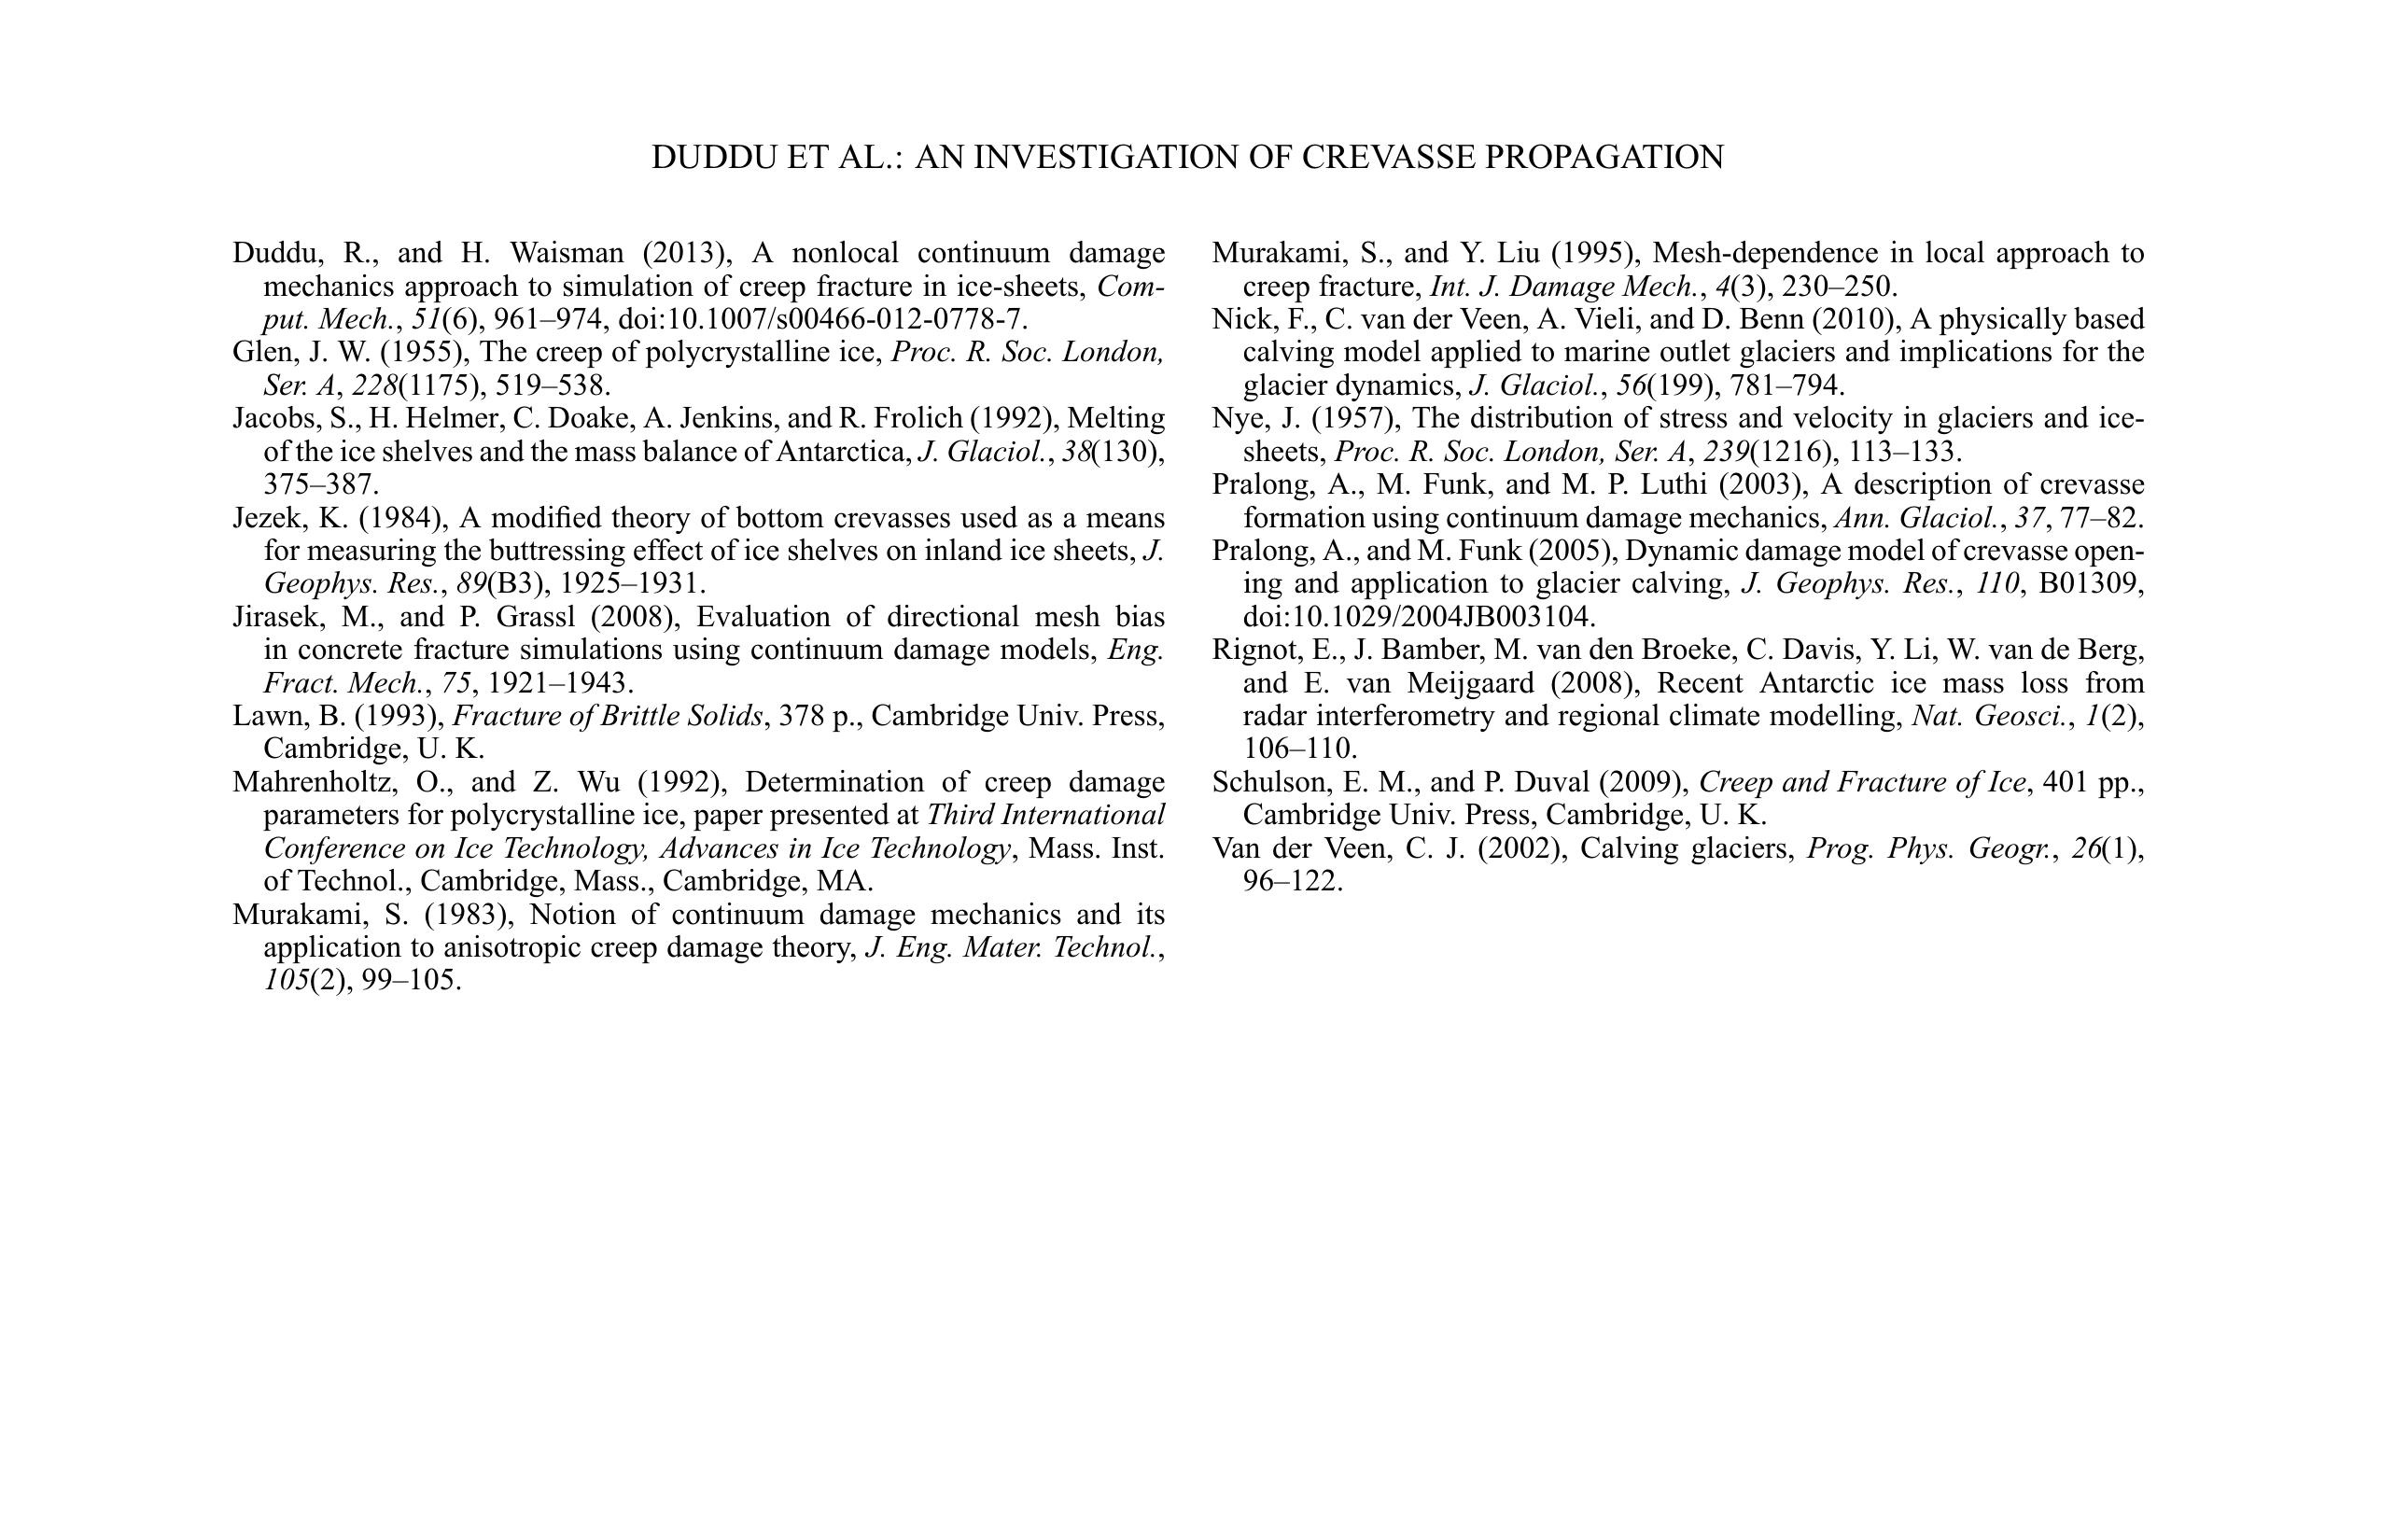 DUDDU ET AL.: AN INVESTIGATION OF CREVASSE PROPAGATION
Duddu, R., and H. Waisman (2013), A nonlocal continuum damage
mechanics approach to simulation of creep fracture in ice-sheets, Com-
put. Mech., 51(6), 961–974, doi:10.1007/s00466-012-0778-7.
Glen, J. W. (1955), The creep of polycrystalline ice, Proc. R. Soc. London,
Ser. A, 228(1175), 519–538.
Jacobs, S., H. Helmer, C. Doake, A. Jenkins, and R. Frolich (1992), Melting
of the ice shelves and the mass balance of Antarctica, J. Glaciol., 38(130),
375–387.
Jezek, K. (1984), A modified theory of bottom crevasses used as a means
for measuring the buttressing effect of ice shelves on inland ice sheets, J.
Geophys. Res., 89(B3), 1925–1931.
Jirasek, M., and P. Grassl (2008), Evaluation of directional mesh bias
in concrete fracture simulations using continuum damage models, Eng.
Fract. Mech., 75, 1921–1943.
Lawn, B. (1993), Fracture of Brittle Solids, 378 p., Cambridge Univ. Press,
Cambridge, U. K.
Mahrenholtz, O., and Z. Wu (1992), Determination of creep damage
parameters for polycrystalline ice, paper presented at Third International
Conference on Ice Technology, Advances in Ice Technology, Mass. Inst.
of Technol., Cambridge, Mass., Cambridge, MA.
Murakami, S. (1983), Notion of continuum damage mechanics and its
application to anisotropic creep damage theory, J. Eng. Mater. Technol.,
105(2), 99–105.
Murakami, S., and Y. Liu (1995), Mesh-dependence in local approach to
creep fracture, Int. J. Damage Mech., 4(3), 230–250.
Nick, F., C. van der Veen, A. Vieli, and D. Benn (2010), A physically based
calving model applied to marine outlet glaciers and implications for the
glacier dynamics, J. Glaciol., 56(199), 781–794.
Nye, J. (1957), The distribution of stress and velocity in glaciers and ice-
sheets, Proc. R. Soc. London, Ser. A, 239(1216), 113–133.
Pralong, A., M. Funk, and M. P. Luthi (2003), A description of crevasse
formation using continuum damage mechanics, Ann. Glaciol., 37, 77–82.
Pralong, A., and M. Funk (2005), Dynamic damage model of crevasse open-
ing and application to glacier calving, J. Geophys. Res., 110, B01309,
doi:10.1029/2004JB003104.
Rignot, E., J. Bamber, M. van den Broeke, C. Davis, Y. Li, W. van de Berg,
and E. van Meijgaard (2008), Recent Antarctic ice mass loss from
radar interferometry and regional climate modelling, Nat. Geosci., 1(2),
106–110.
Schulson, E. M., and P. Duval (2009), Creep and Fracture of Ice, 401 pp.,
Cambridge Univ. Press, Cambridge, U. K.
Van der Veen, C. J. (2002), Calving glaciers, Prog. Phys. Geogr., 26(1),
96–122.